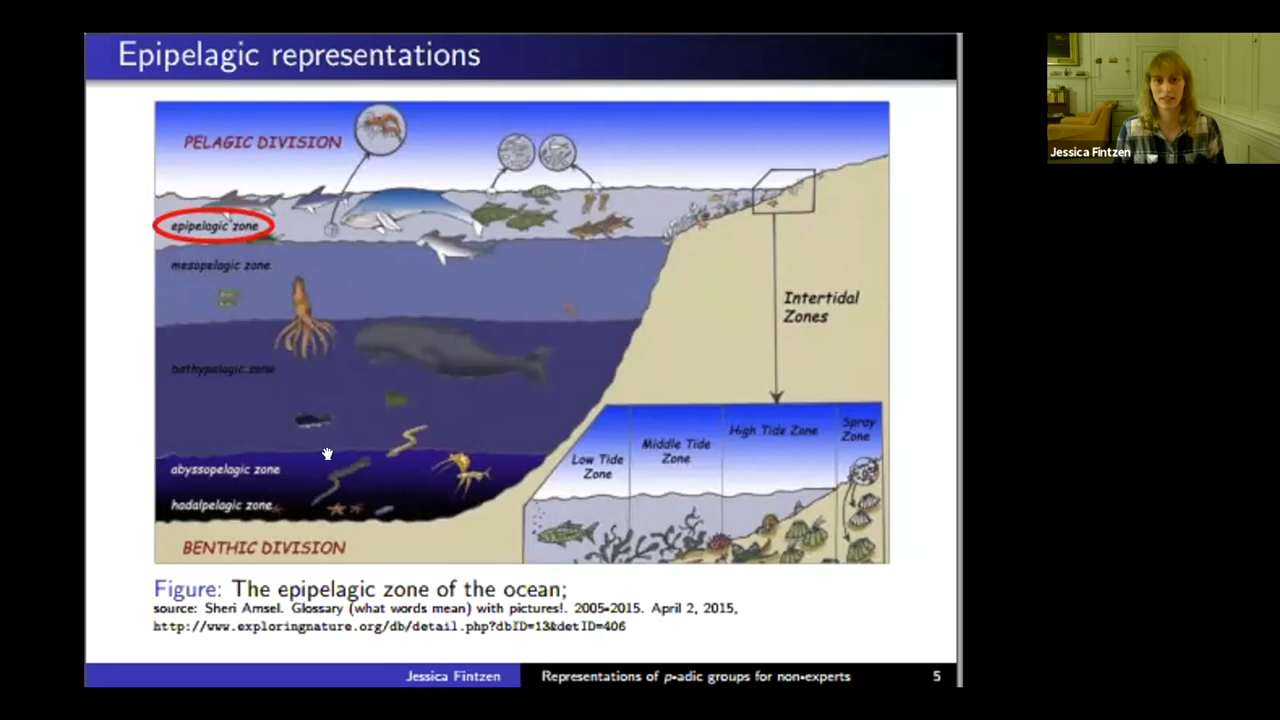 Epipelagic representations
PELAGIC DIVISION
epipelagic zone
mesopelagic zone
bathypelagic zone
abyssopelagic zone
hadalpelagic zone
BENTHIC DIVISION
Intertidal
Zones
Low Tide
Zone
Middle Tide
Zone
High Tide Zone
Spray
Zone
Figure: The epipelagic zone of the ocean;
source: Sheri Amsel. Glossary (what words mean) with pictures!. 2005-2015. April 2, 2015,
http://www.exploringnature.org/db/detail.php?dbID=13&detID=406
Jessica Fintzen
Representations of p-adic groups for non-experts
5
Jessica Fintzen